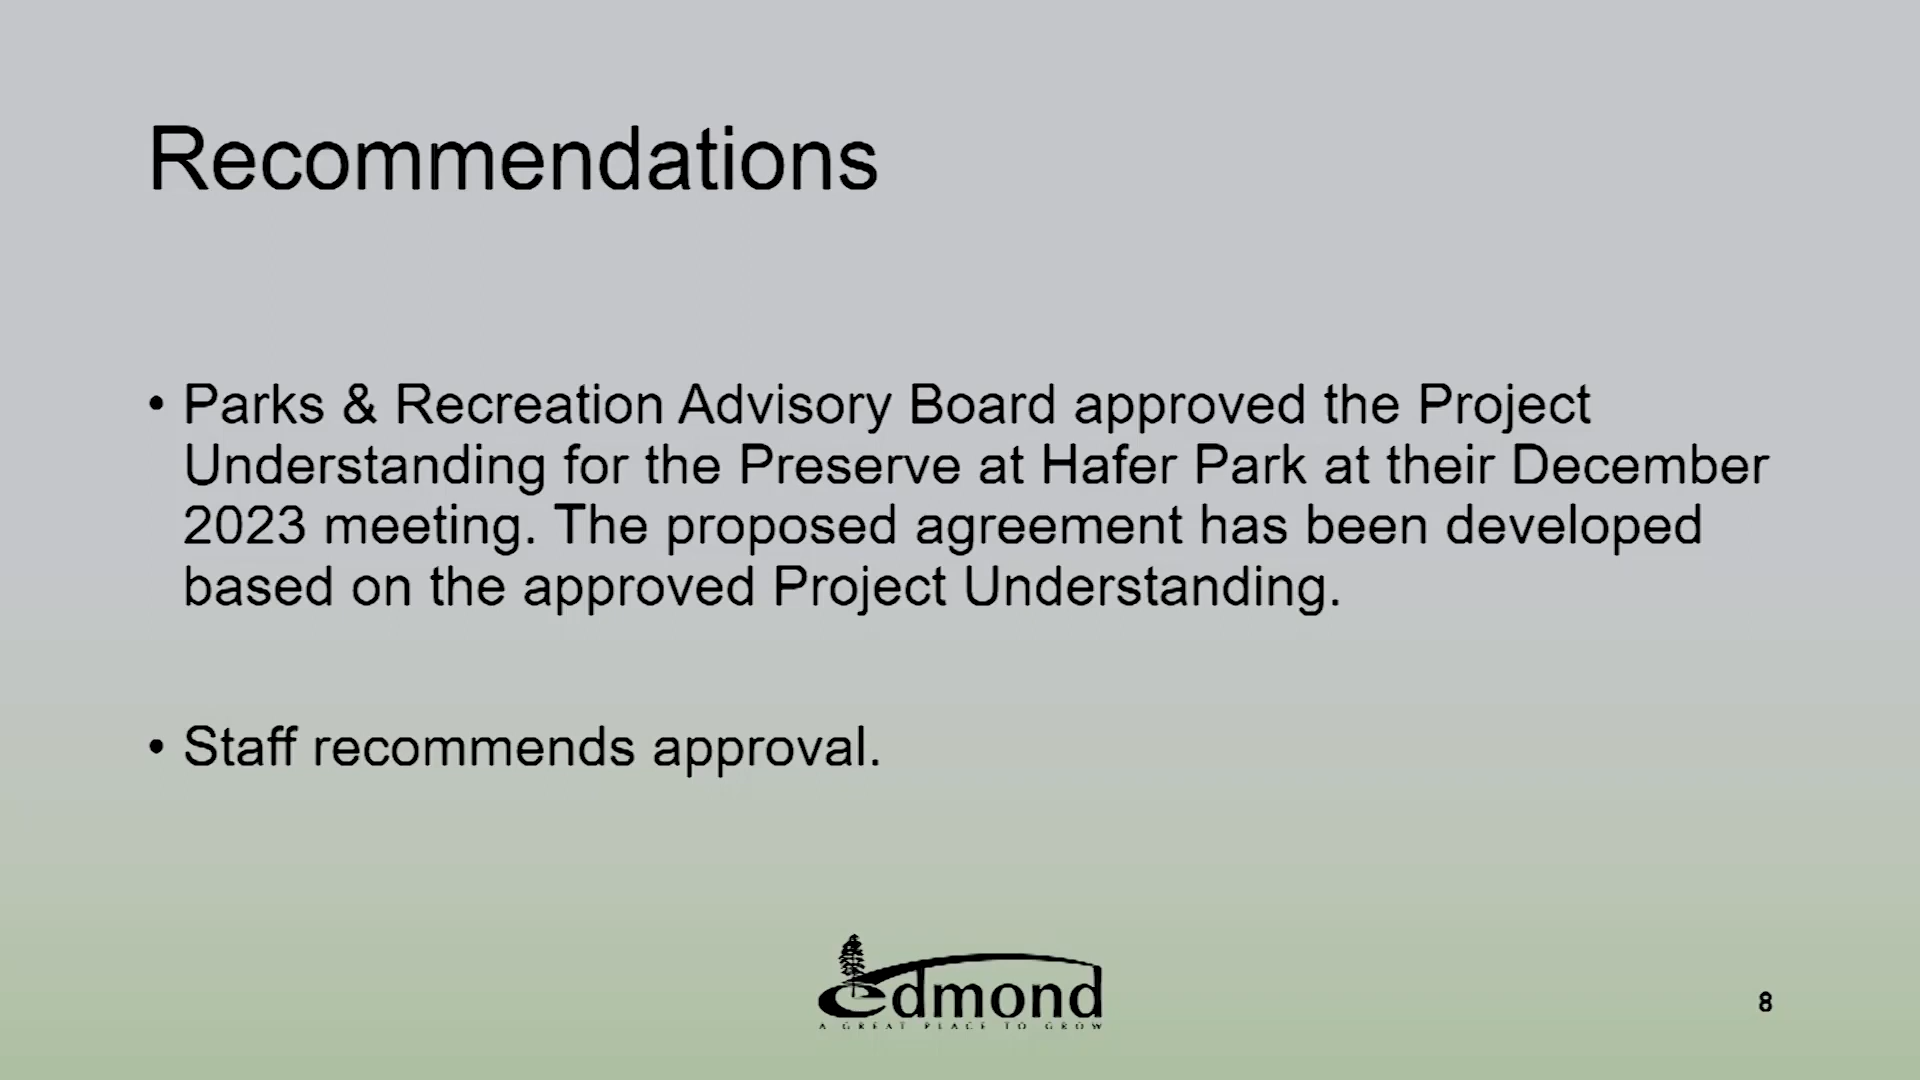 Recommendations
• Parks & Recreation Advisory Board approved the Project
Understanding for the Preserve at Hafer Park at their December
2023 meeting. The proposed agreement has been developed
based on the approved Project Understanding.
• Staff recommends approval.
edmond
A GREAT PLACE TO GROW
8